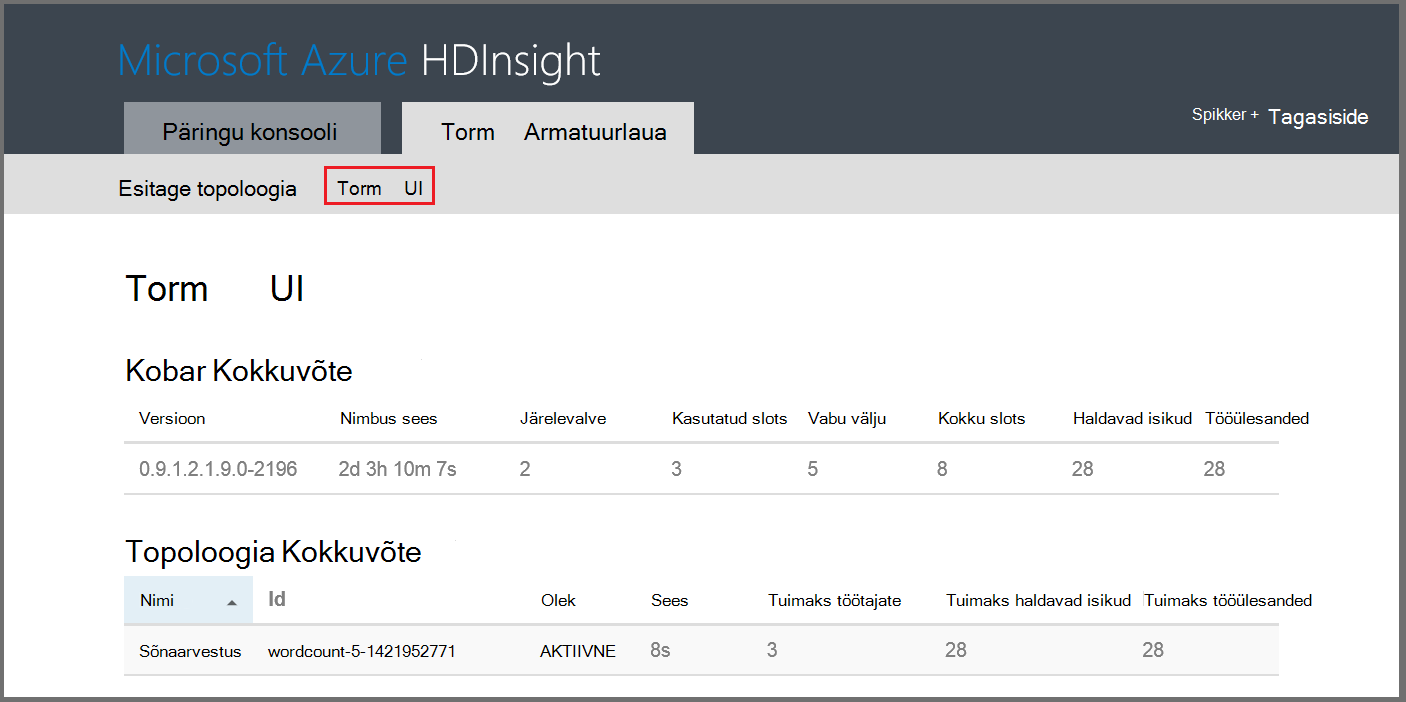 Microsoft Azure HDInsight
Päringu konsooli Torm Armatuurlaua Spikker + Tagasiside
Esitage topoloogia Torm UI
Torm UI
Kobar Kokkuvõte
Versioon Nimbus sees Järelevalve Kasutatud slots Vabu välju Kokku slots Haldavad isikud Tööülesanded
0.9.1.2.1.9.0-2196 2d 3h 10m 7s 2 3 5 8 28 28
Topoloogia Kokkuvõte
Nimi Id Olek Sees Tuimaks töötajate Tuimaks haldavad isikud Tuimaks tööülesanded
Sõnaarvestus wordcount-5-1421952771 AKTIIVNE 8s 3 28 28